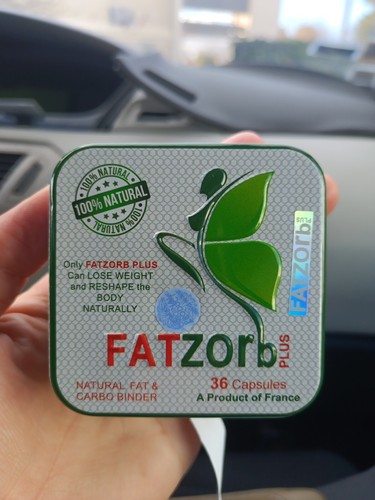 100% NATURAL
100% NATURAL
100% NATURAL
Only FATZORB PLUS
Can LOSE WEIGHT
and RESHAPE the
BODY
NATURALLY
FATZorb PLUS
FATZorb PLUS
NATURAL FAT &
CARBO BINDER
36 Capsules
A Product of France